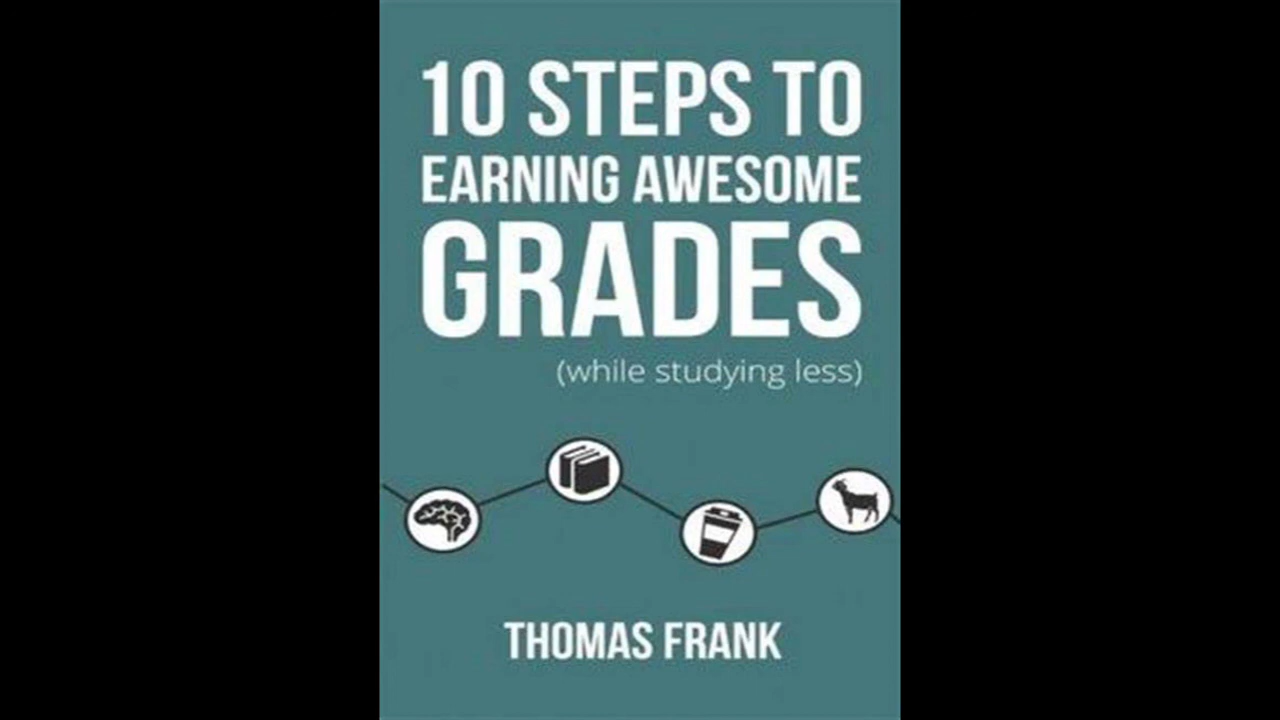 10 STEPS TO
EARNING AWESOME
GRADES
(while studying less)
THOMAS FRANK